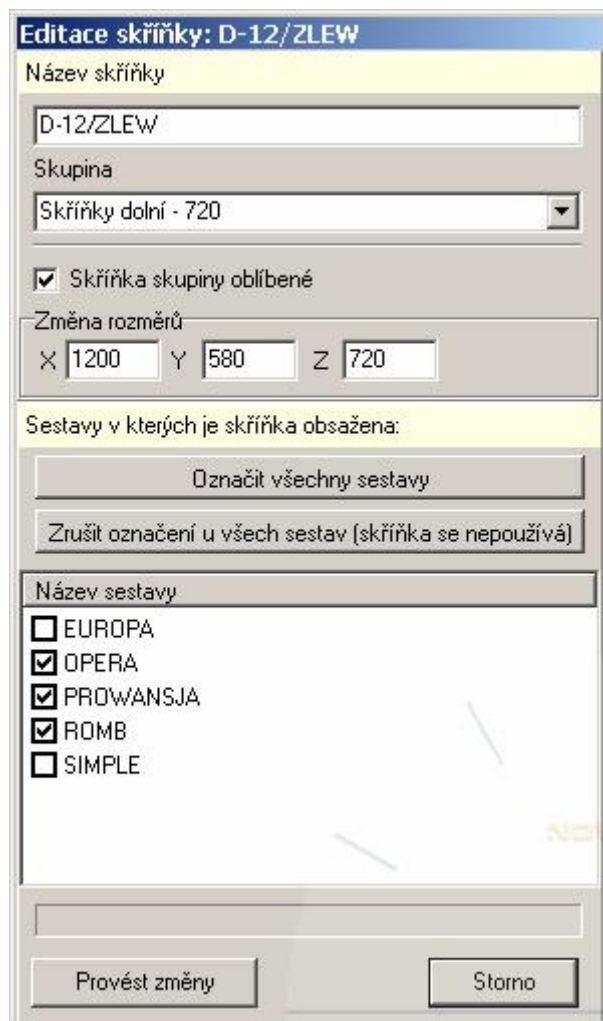 Editace skříňky: D-12/ZLEW
Název skříňky
D-12/ZLEW
Skupina
Skříňky dolní - 720
Skříňka skupiny oblíbené
Změna rozměrů
X 1200 Y 580 Z 720
Sestavy v kterých je skříňka obsažena:
Označit všechny sestavy
Zrušit označení u všech sestav (skříňka se nepoužívá)
Název sestavy
EUROPA
OPERA
PROWANSJA
ROMB
SIMPLE
Provést změny Storno